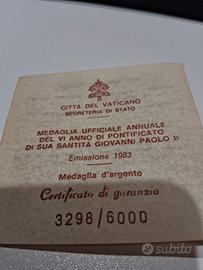 CITTÀ DEL VATICANO
SEGRETERIA DI STATO
MEDAGLIA UFFICIALE ANNUALE
DEL VI ANNO DI PONTIFICATO
DI SUA SANTITÀ GIOVANNI PAOLO II
Emissione 1983
Medaglia d'argento
Certificato di garanzia
3298/6000
subito